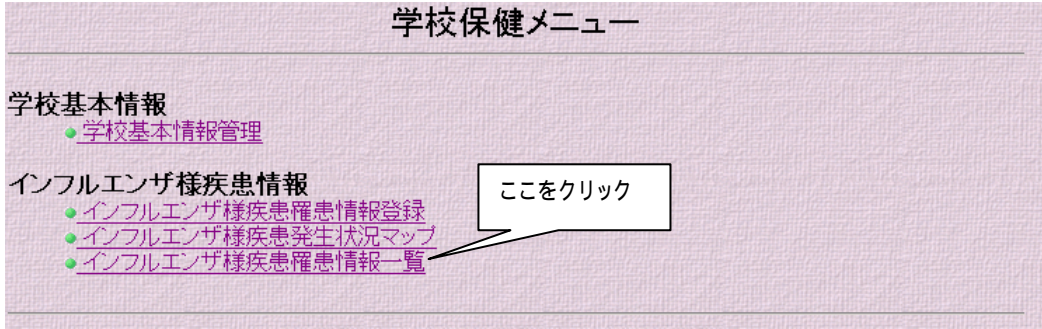 学校保健メニュー
学校基本情報
学校基本情報管理
インフルエンザ様疾患情報
ここをクリック
インフルエンザ様疾患罹患情報登録
インフルエンザ様疾患発生状況マップ
インフルエンザ様疾患罹患情報一覧